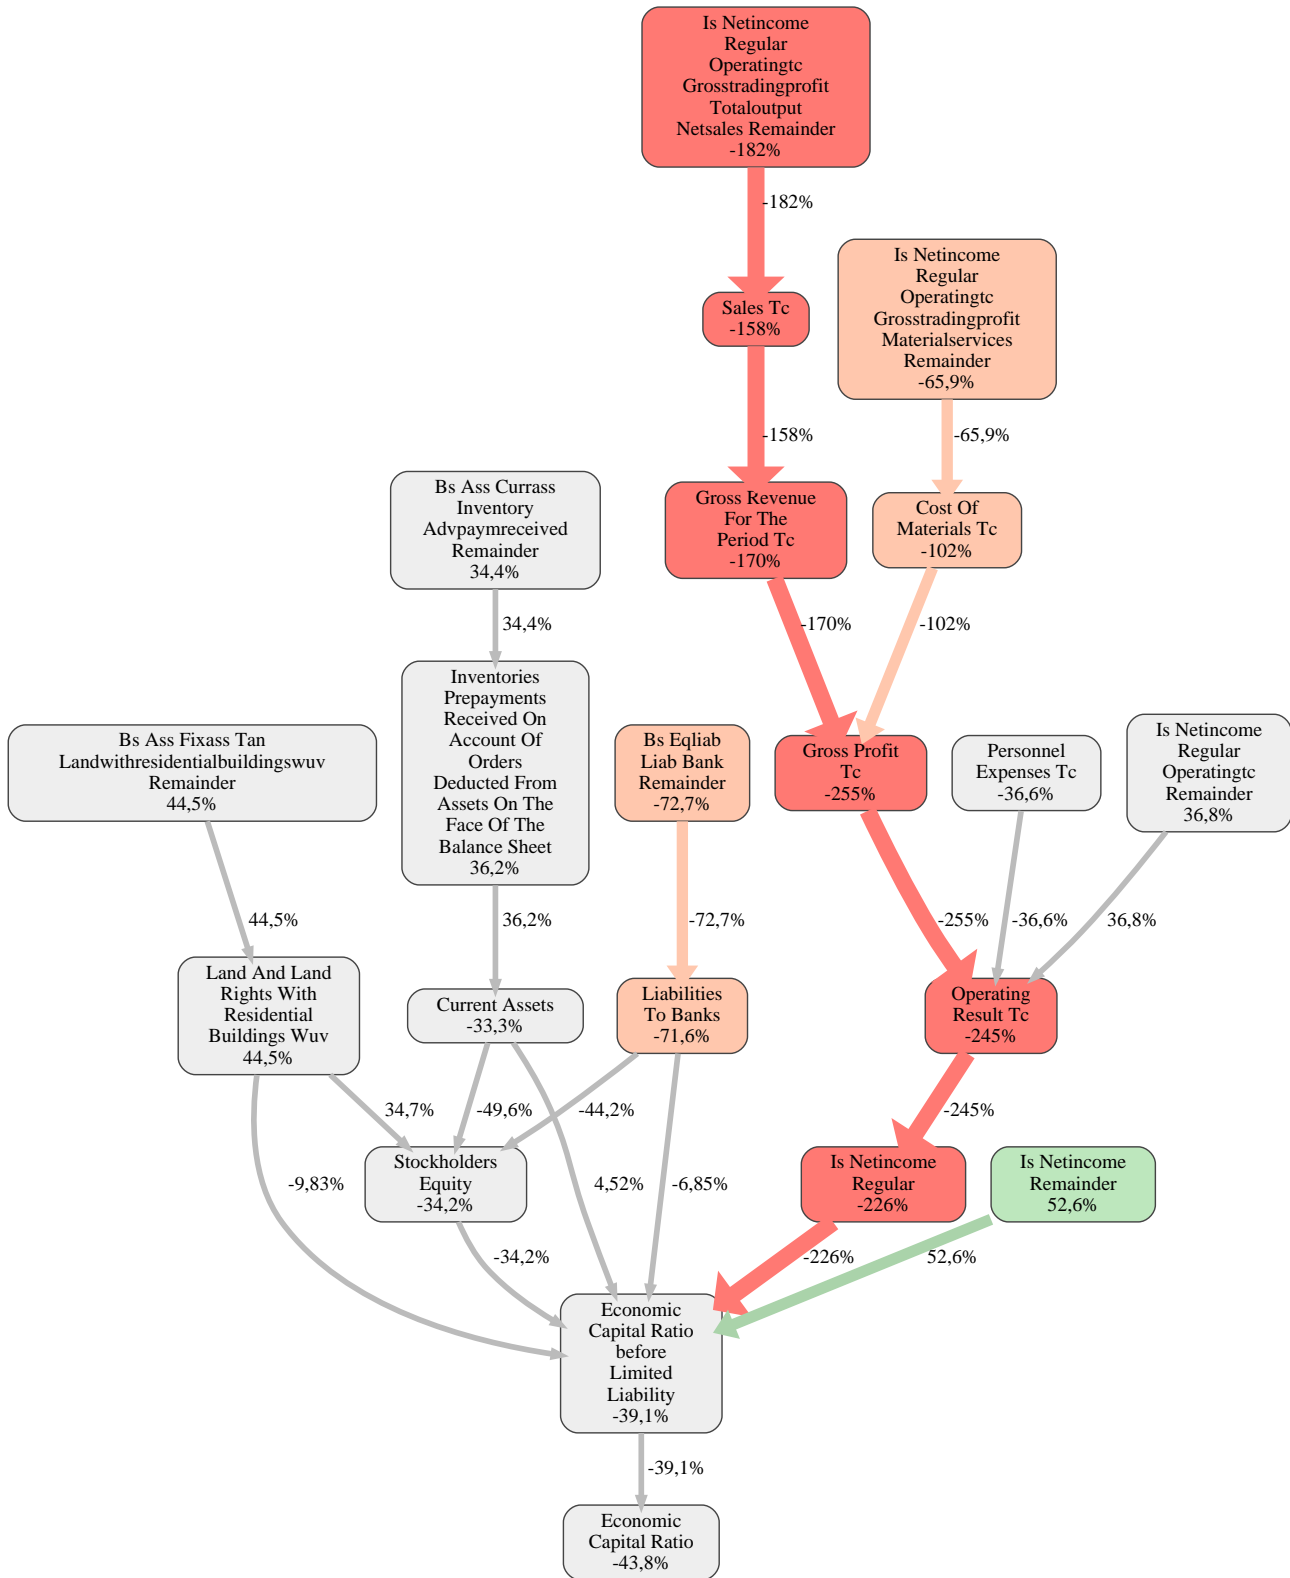 Is Netincome
Regular
Operatingtc
Grosstradingprofit
Totaloutput
Netsales Remainder
-182%
-182%
Is Netincome
Regular
Operatingtc
Grosstradingprofit
Materialservices
Remainder
-65,9%
Sales Tc
-158%
-158%
-65,9%
Bs Ass Currass
Inventory
Advpaymreceived
Remainder
34,4%
Gross Revenue
For The
Period Tc
-170%
Cost Of
Materials Tc
-102%
34,4%
-170%
-102%
Inventories
Prepayments
Received On
Account Of
Orders
Deducted From
Assets On The
Face Of The
Balance Sheet
36,2%
Bs Ass Fixass Tan
Landwithresidentialbuildingswuv
Remainder
44,5%
Bs Eqliab
Liab Bank
Remainder
-72,7%
Gross Profit
Tc
-255%
Personnel
Expenses Tc
-36,6%
Is Netincome
Regular
Operatingtc
Remainder
36,8%
44,5%
36,2%
-72,7%
-255%
-36,6%
36,8%
Land And Land
Rights With
Residential
Buildings Wuv
44,5%
Current Assets
-33,3%
Liabilities
To Banks
-71,6%
Operating
Result Tc
-245%
34,7%
-49,6%
-44,2%
-245%
Stockholders
Equity
-34,2%
Is Netincome
Regular
-226%
Is Netincome
Remainder
52,6%
-9,83%
4,52%
-6,85%
-34,2%
-226%
52,6%
Economic
Capital Ratio
before
Limited
Liability
-39,1%
-39,1%
Economic
Capital Ratio
-43,8%